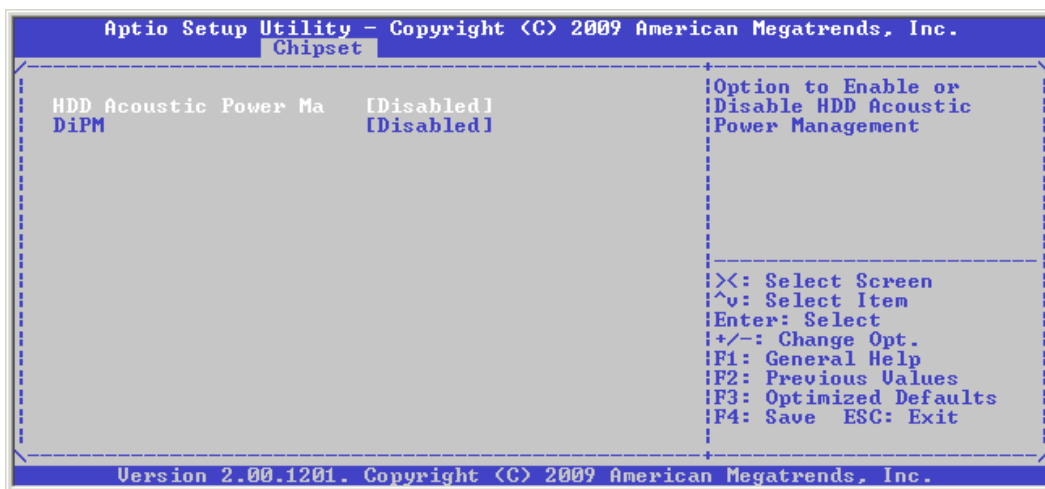 Aptio Setup Utility - Copyright (C) 2009 American Megatrends, Inc.
Chipset
HDD Acoustic Power Ma [Disabled]
DiPM [Disabled]
Option to Enable or
Disable HDD Acoustic
Power Management
><: Select Screen
^v: Select Item
Enter: Select
+/-: Change Opt.
F1: General Help
F2: Previous Values
F3: Optimized Defaults
F4: Save ESC: Exit
Version 2.00.1201. Copyright (C) 2009 American Megatrends, Inc.